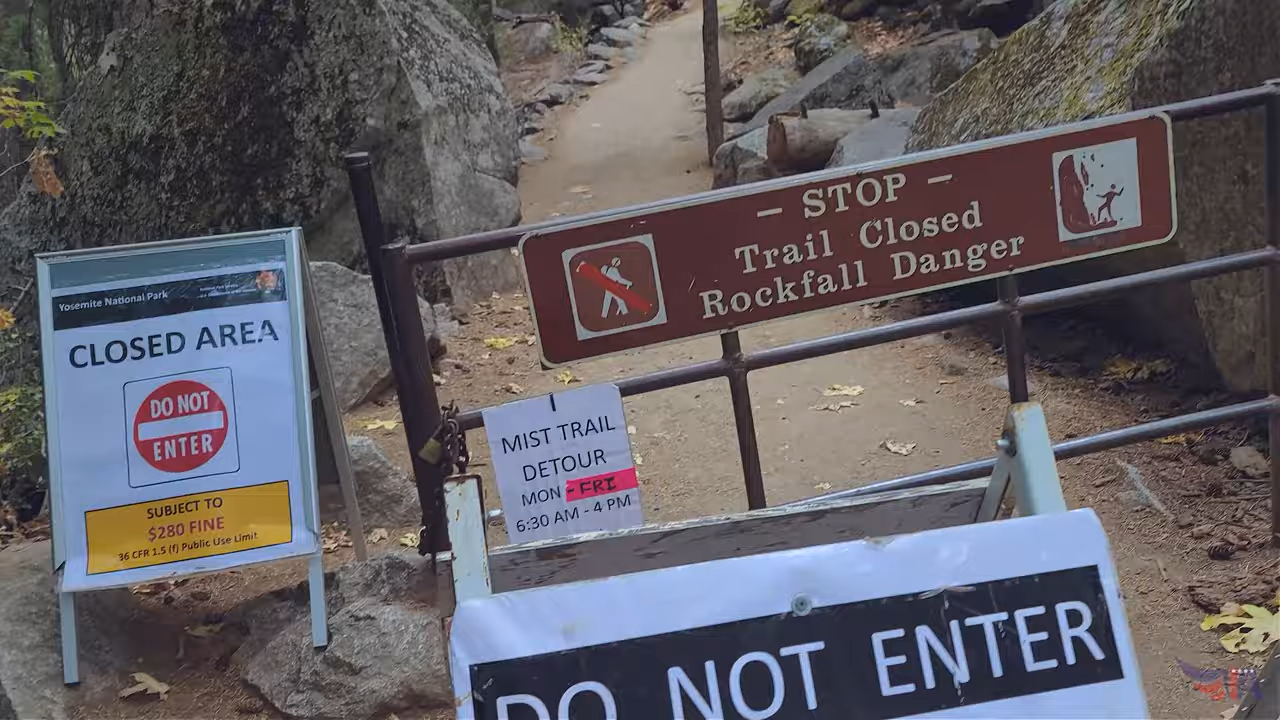 Yosemite National Park
CLOSED AREA
DO NOT
ENTER
SUBJECT TO
$280 FINE
36 CFR 1.5 (f) Public Use Limit
– STOP –
Trail Closed
Rockfall Danger
MIST TRAIL
DETOUR
MON - FRI
6:30 AM - 4 PM
DO NOT ENTER